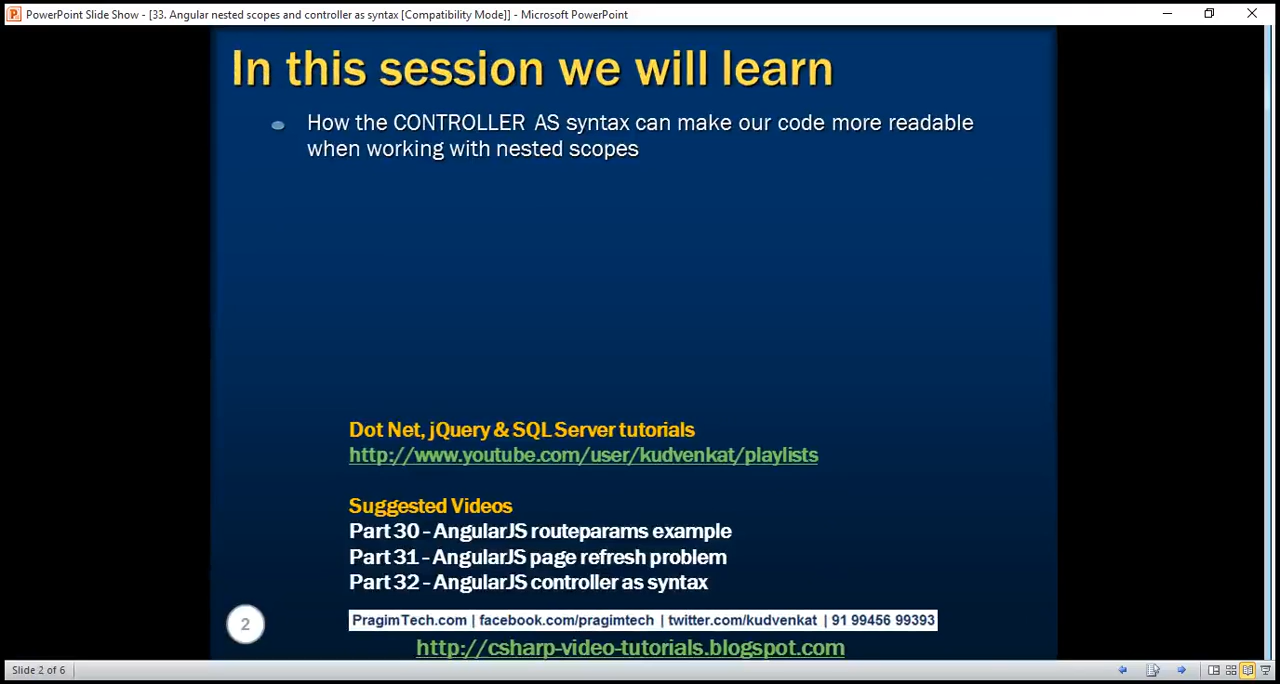 PowerPoint Slide Show - [33. Angular nested scopes and controller as syntax [Compatibility Mode]] - Microsoft PowerPoint
In this session we will learn
How the CONTROLLER AS syntax can make our code more readable
when working with nested scopes
Dot Net, jQuery & SQL Server tutorials
http://www.youtube.com/user/kudvenkat/playlists
Suggested Videos
Part 30 - AngularJS routeparams example
Part 31 - AngularJS page refresh problem
Part 32 - AngularJS controller as syntax
2
PragimTech.com | facebook.com/pragimtech | twitter.com/kudvenkat | 91 99456 99393
http://csharp-video-tutorials.blogspot.com
Slide 2 of 6